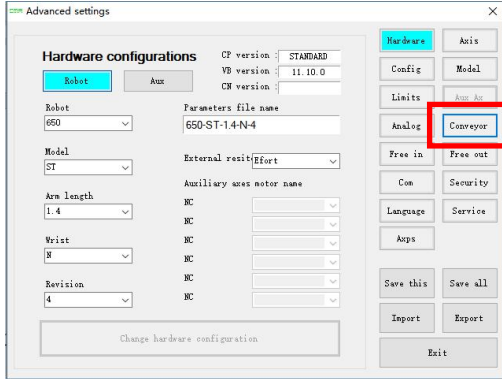 Advanced settings
Hardware configurations
CP version : STANDARD
VB version : 11.10.0
CN version :
Robot Aux
Robot
650
Parameters file name
650-ST-1.4-N-4
Model
ST
External resit Efort
Auxiliary axes motor name
Arm length
1.4
NC
NC
Wrist
N
NC
NC
Revision
4
NC
NC
Change hardware configuration
Hardware Axis
Config Model
Limits Aux Ax
Analog Conveyor
Free in Free out
Com Security
Language Service
Axps
Save this Save all
Import Export
Exit